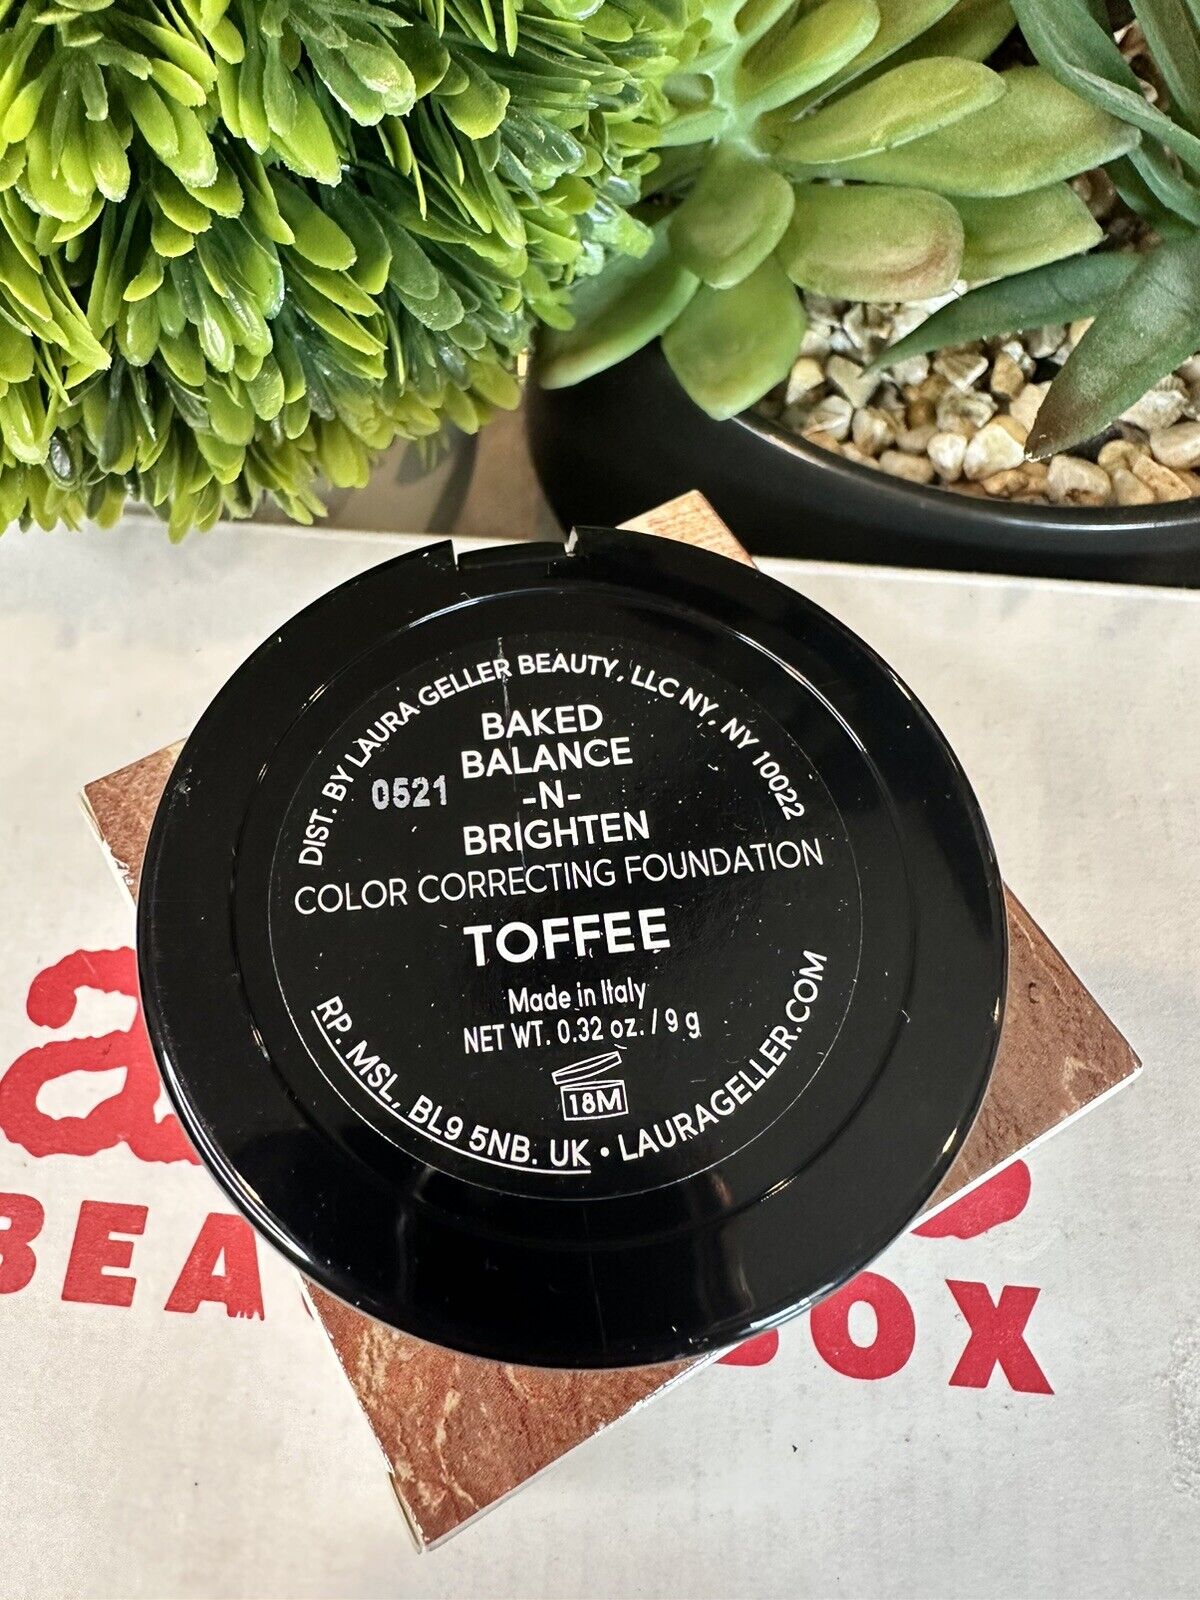 DIST. BY LAURA GELLER BEAUTY, LLC NY, NY 10022
0521
BAKED
BALANCE
-N-
BRIGHTEN
COLOR CORRECTING FOUNDATION
TOFFEE
Made in Italy
NET WT. 0.32 oz. / 9 g
18M
RP. MSL, BL9 5NB. UK • LAURAGELLER.COM
a
BEA
BOX